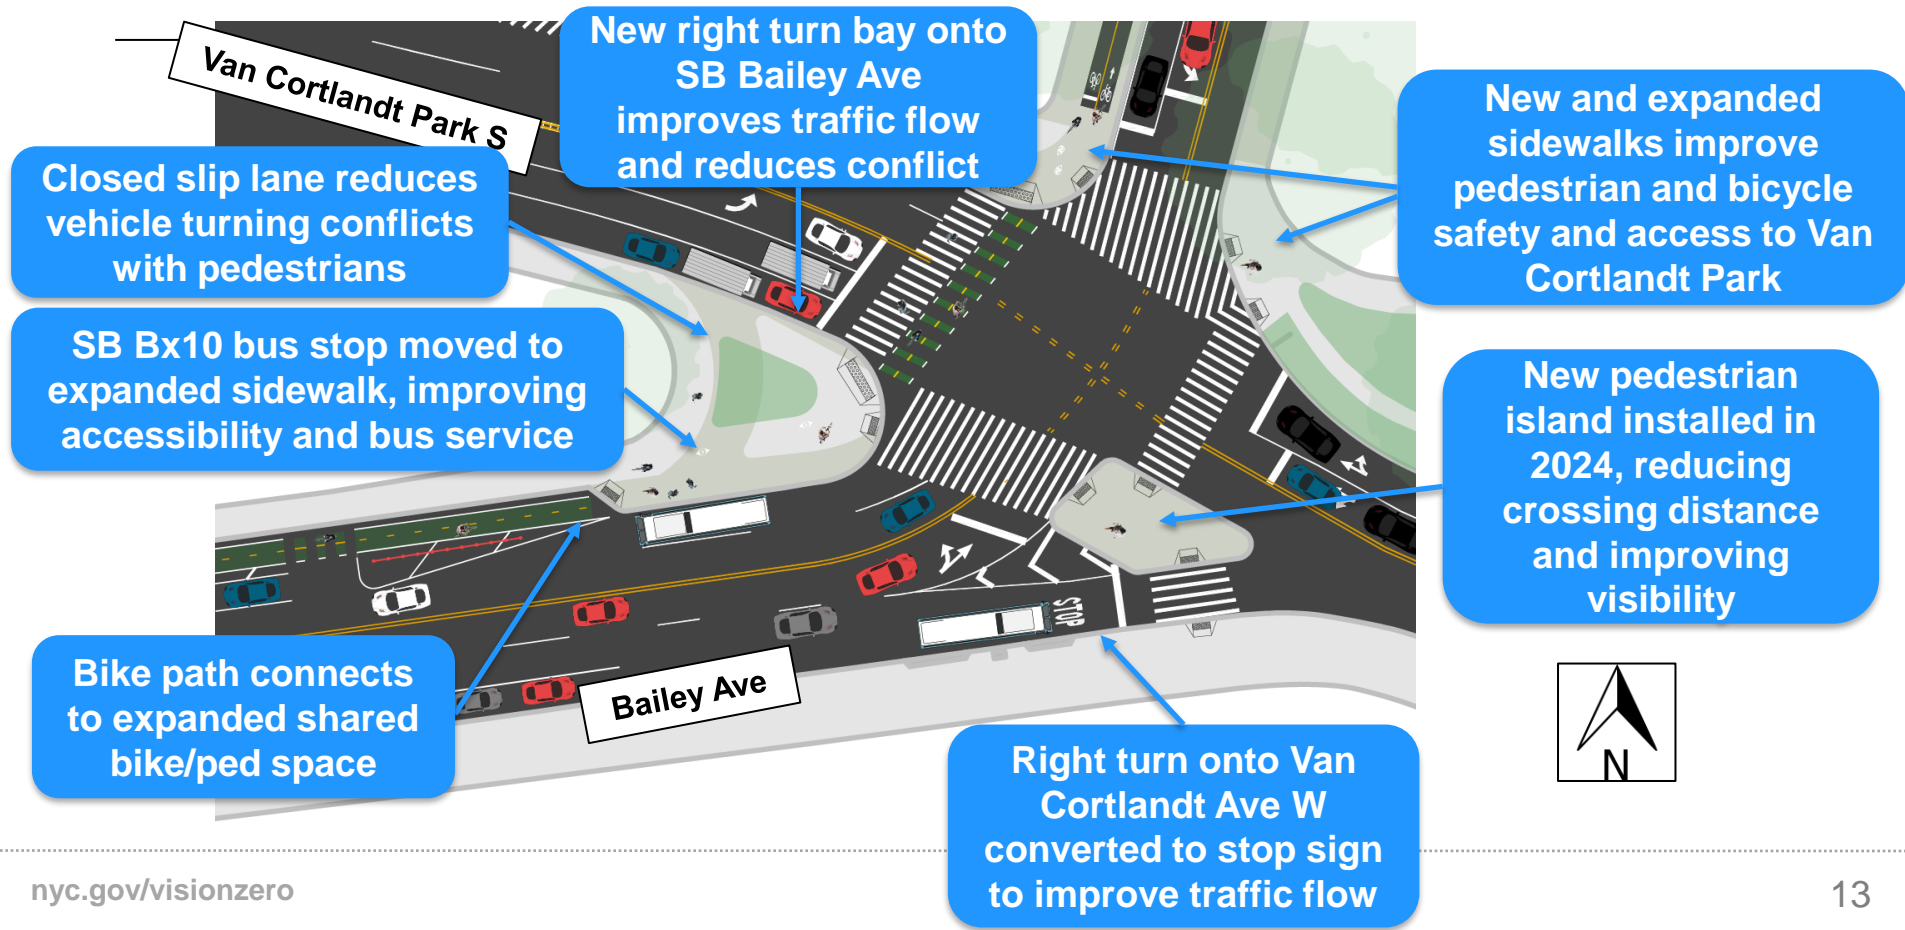 Van Cortlandt Park S
New right turn bay onto
SB Bailey Ave
improves traffic flow
and reduces conflict
New and expanded
sidewalks improve
pedestrian and bicycle
safety and access to Van
Cortlandt Park
Closed slip lane reduces
vehicle turning conflicts
with pedestrians
SB Bx10 bus stop moved to
expanded sidewalk, improving
accessibility and bus service
New pedestrian
island installed in
2024, reducing
crossing distance
and improving
visibility
STOP
Bike path connects
to expanded shared
bike/ped space
Bailey Ave
Right turn onto Van
Cortlandt Ave W
converted to stop sign
to improve traffic flow
N
nyc.gov/visionzero
13